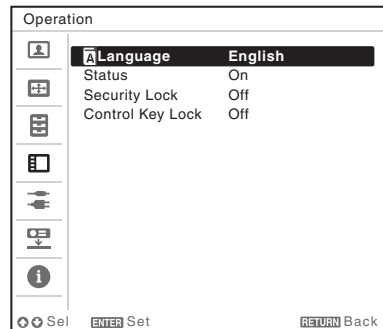 Operation
A Language English
Status On
Security Lock Off
Control Key Lock Off
i
Sel ENTER Set RETURN Back